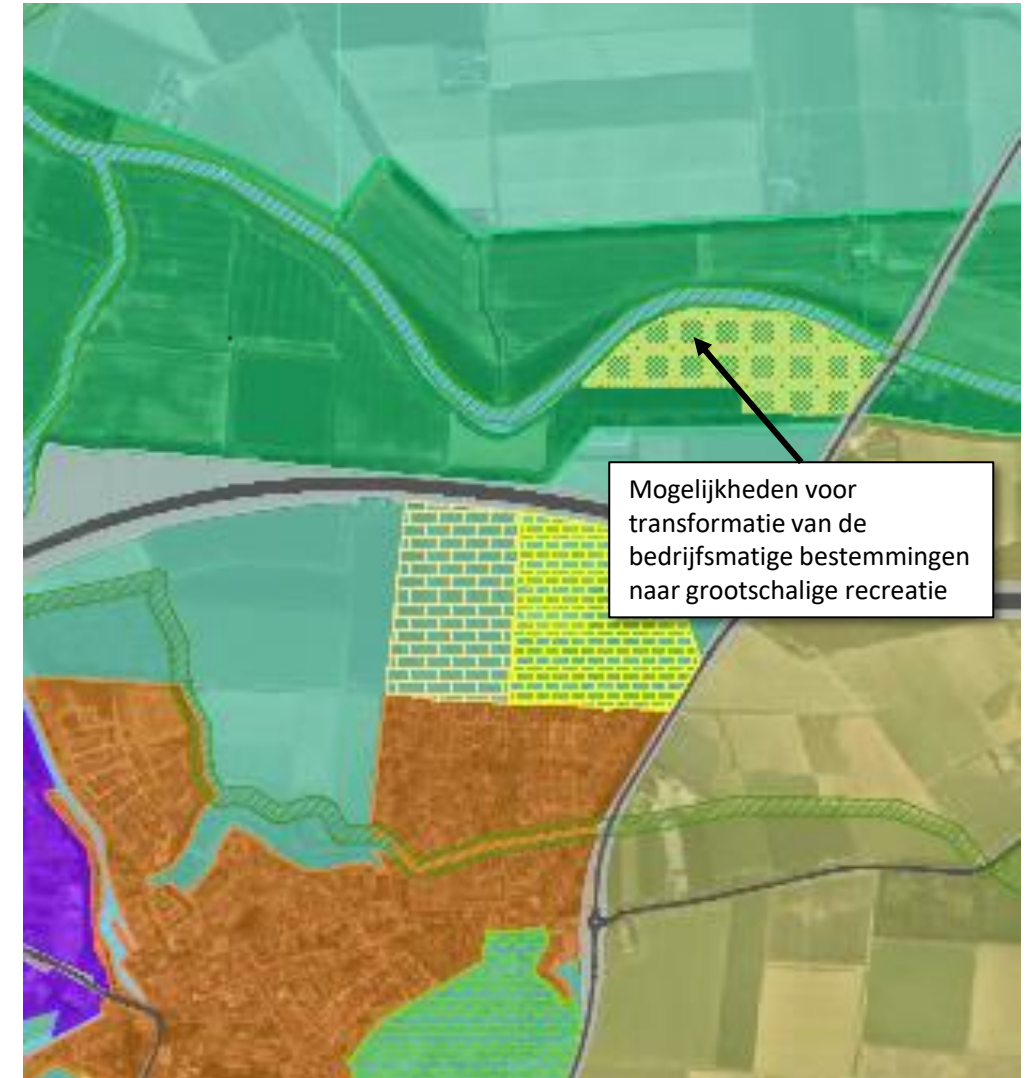 Mogelijkheden voor
transformatie van de
bedrijfsmatige bestemmingen
naar grootschalige recreatie